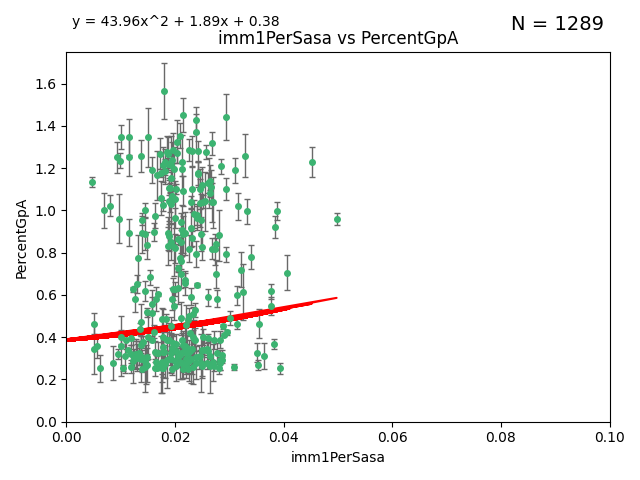 y = 43.96x^2 + 1.89x + 0.38
N = 1289
imm1PerSasa vs PercentGpA
1.6
1.4
1.2
1.0
0.8
0.6
0.4
0.2
0.0
PercentGpA
0.00 0.02 0.04 0.06 0.08 0.10
imm1PerSasa